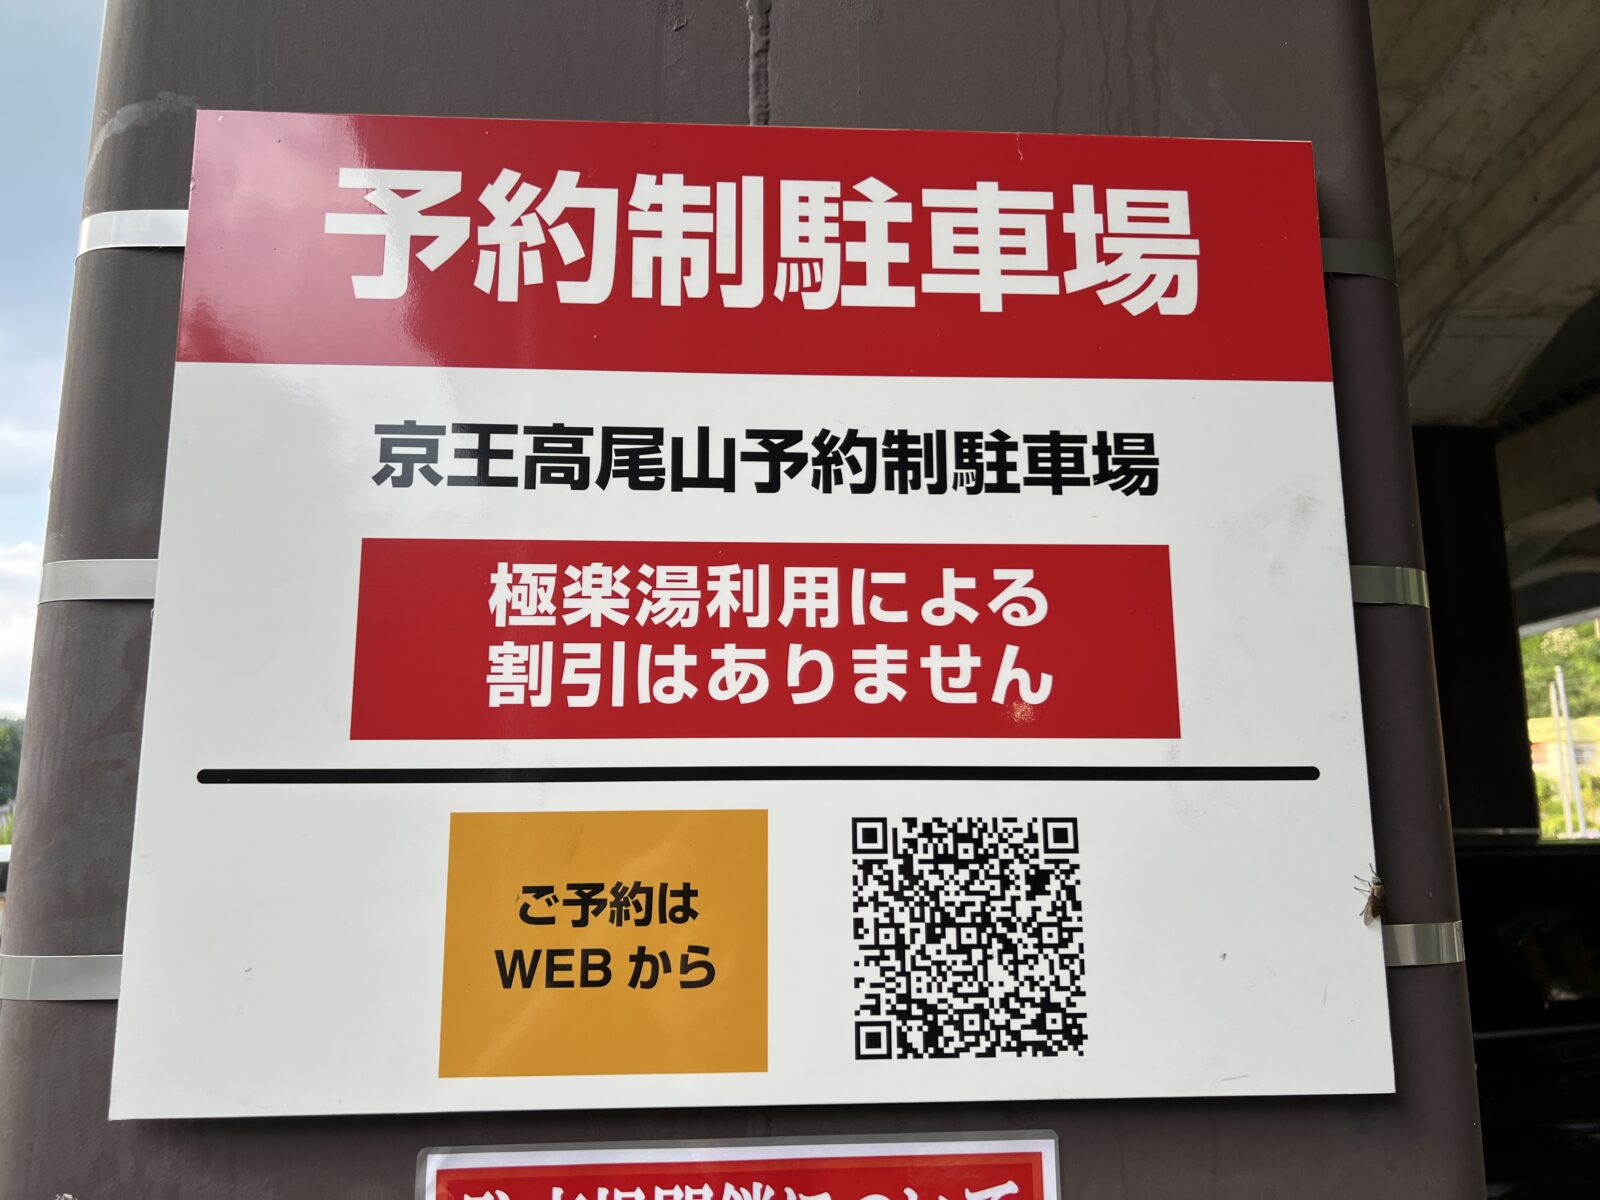 予約制駐車場
京王高尾山予約制駐車場
極楽湯利用による
割引はありません
ご予約は
WEBから